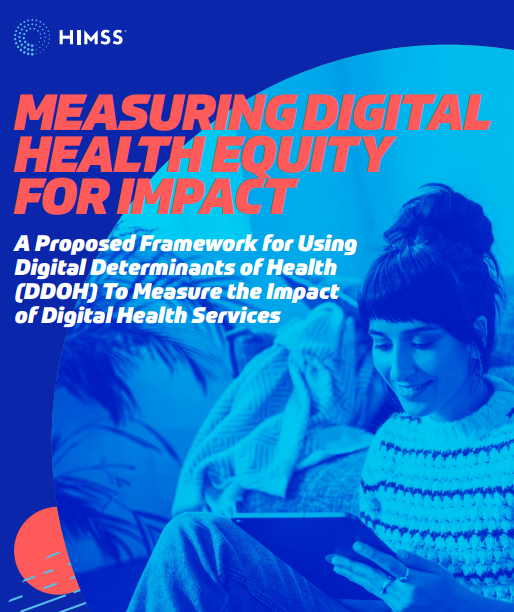 HIMSS
MEASURING DIGITAL
HEALTH EQUITY
FOR IMPACT
A Proposed Framework for Using
Digital Determinants of Health
(DDOH) To Measure the Impact
of Digital Health Services